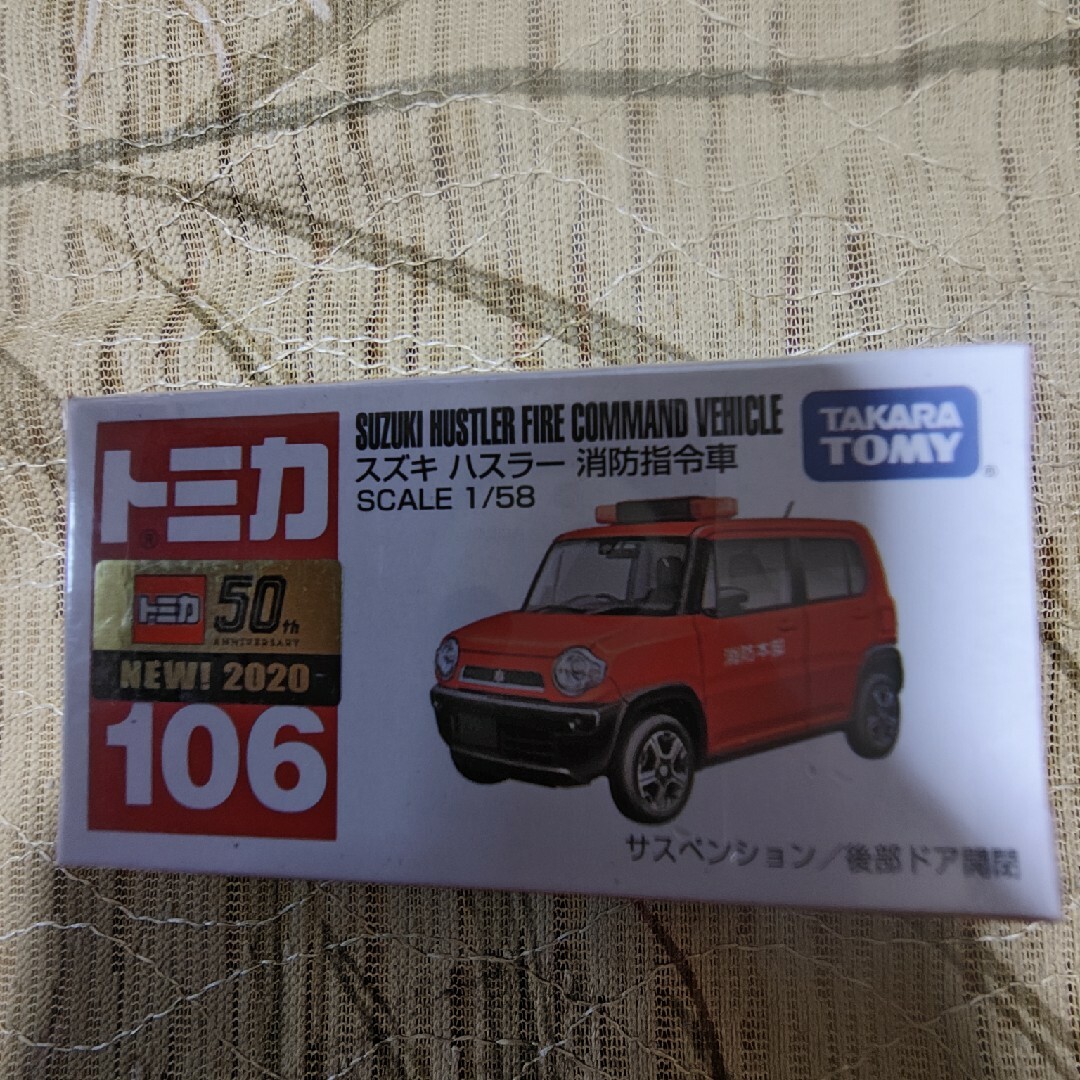 トミカ
トミカ 50th
ANNIVERSARY
NEW! 2020
106
SUZUKI HUSTLER FIRE COMMAND VEHICLE
スズキ ハスラー 消防指令車
SCALE 1/58
TAKARA
TOMY
消防本部
サスペンション/後部ドア開閉